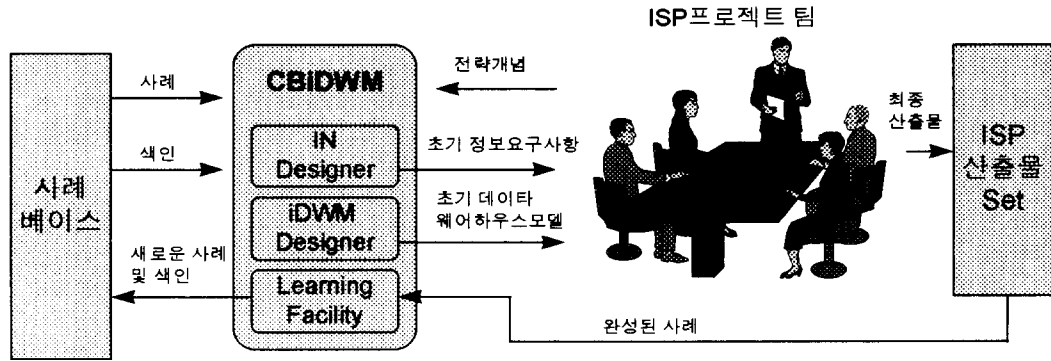 ISP프로젝트 팀
사례
베이스
사례
색인
새로운 사례
및 색인
CBiDWM
IN
Designer
iDWM
Designer
Learning
Facility
전략개념
초기 정보요구사항
초기 데이타
웨어하우스모델
최종
산출물
ISP
산출물
Set
완성된 사례